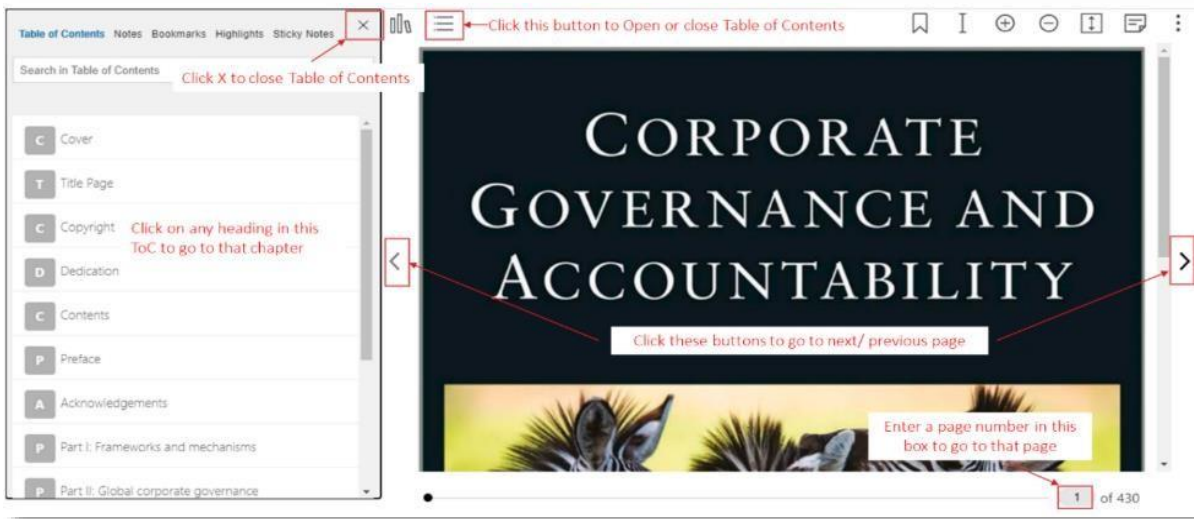 Table of Contents Notes Bookmarks Highlights Sticky Notes
Click this button to Open or close Table of Contents
Search in Table of Contents
Click X to close Table of Contents
C Cover
T Title Page
C Copyright
Click on any heading in this
ToC to go to that chapter
D Dedication
C Contents
P Preface
A Acknowledgements
P Part I: Frameworks and mechanisms
P Part II: Global corporate governance
CORPORATE
GOVERNANCE AND
ACCOUNTABILITY
Click these buttons to go to next/ previous page
Enter a page number in this
box to go to that page
1 of 430